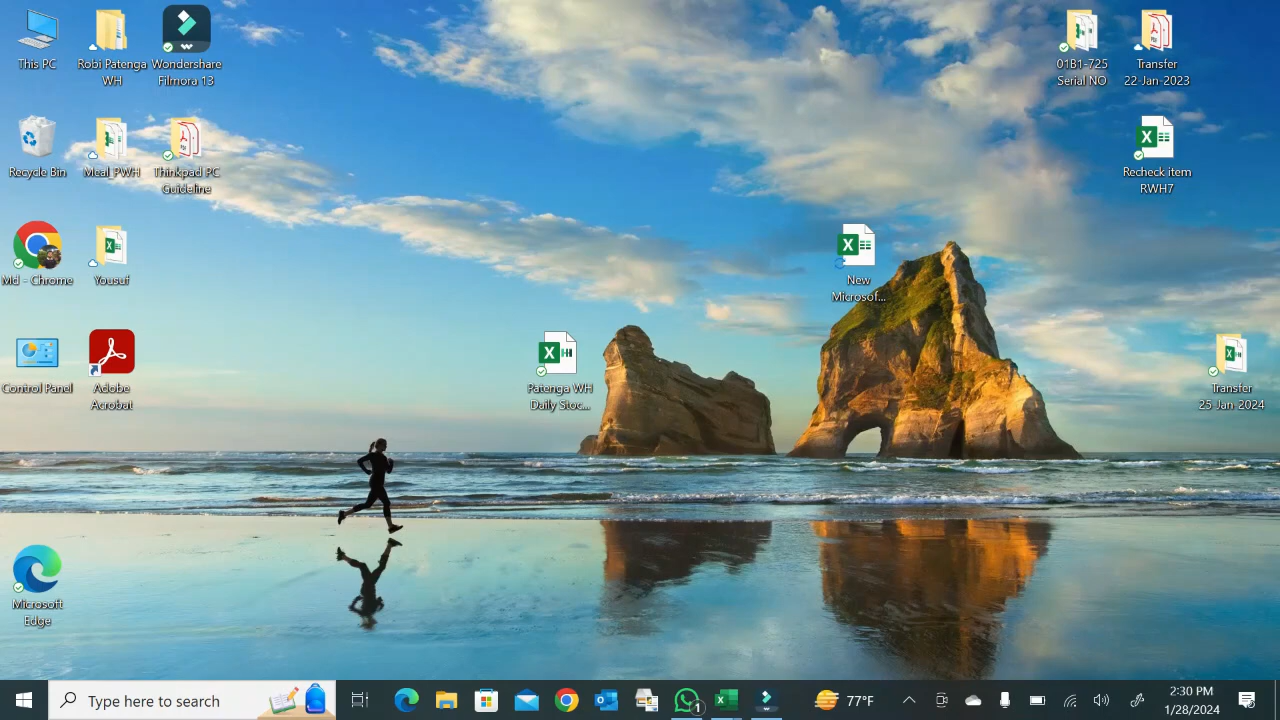 This PC
Robi Patenga
WH
Wondershare
Filmora 13
01B1-725
Serial NO
Transfer
22-Jan-2023
Recycle Bin
Meal_PWH
Thinkpad PC
Guideline
Recheck item
RWH7
Md - Chrome
Yousuf
New
Microsof...
Control Panel
Adobe
Acrobat
Patenga WH
Daily Stoc...
Transfer
25-Jan-2024
Microsoft
Edge
Type here to search
1
77°F
2:30 PM
1/28/2024